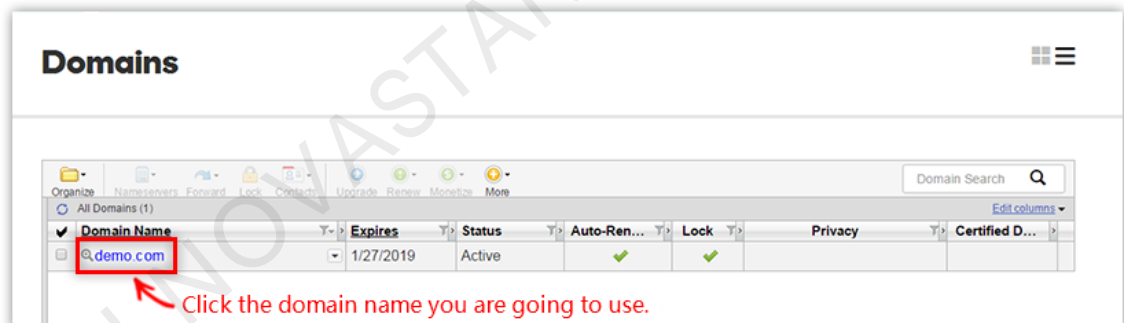 Domains
Organize Nameservers Forward Lock Contacts Upgrade Renew Monetize More
Domain Search
All Domains (1)
Edit columns
Domain Name Expires Status Auto-Ren... Lock Privacy Certified D...
demo.com 1/27/2019 Active
Click the domain name you are going to use.